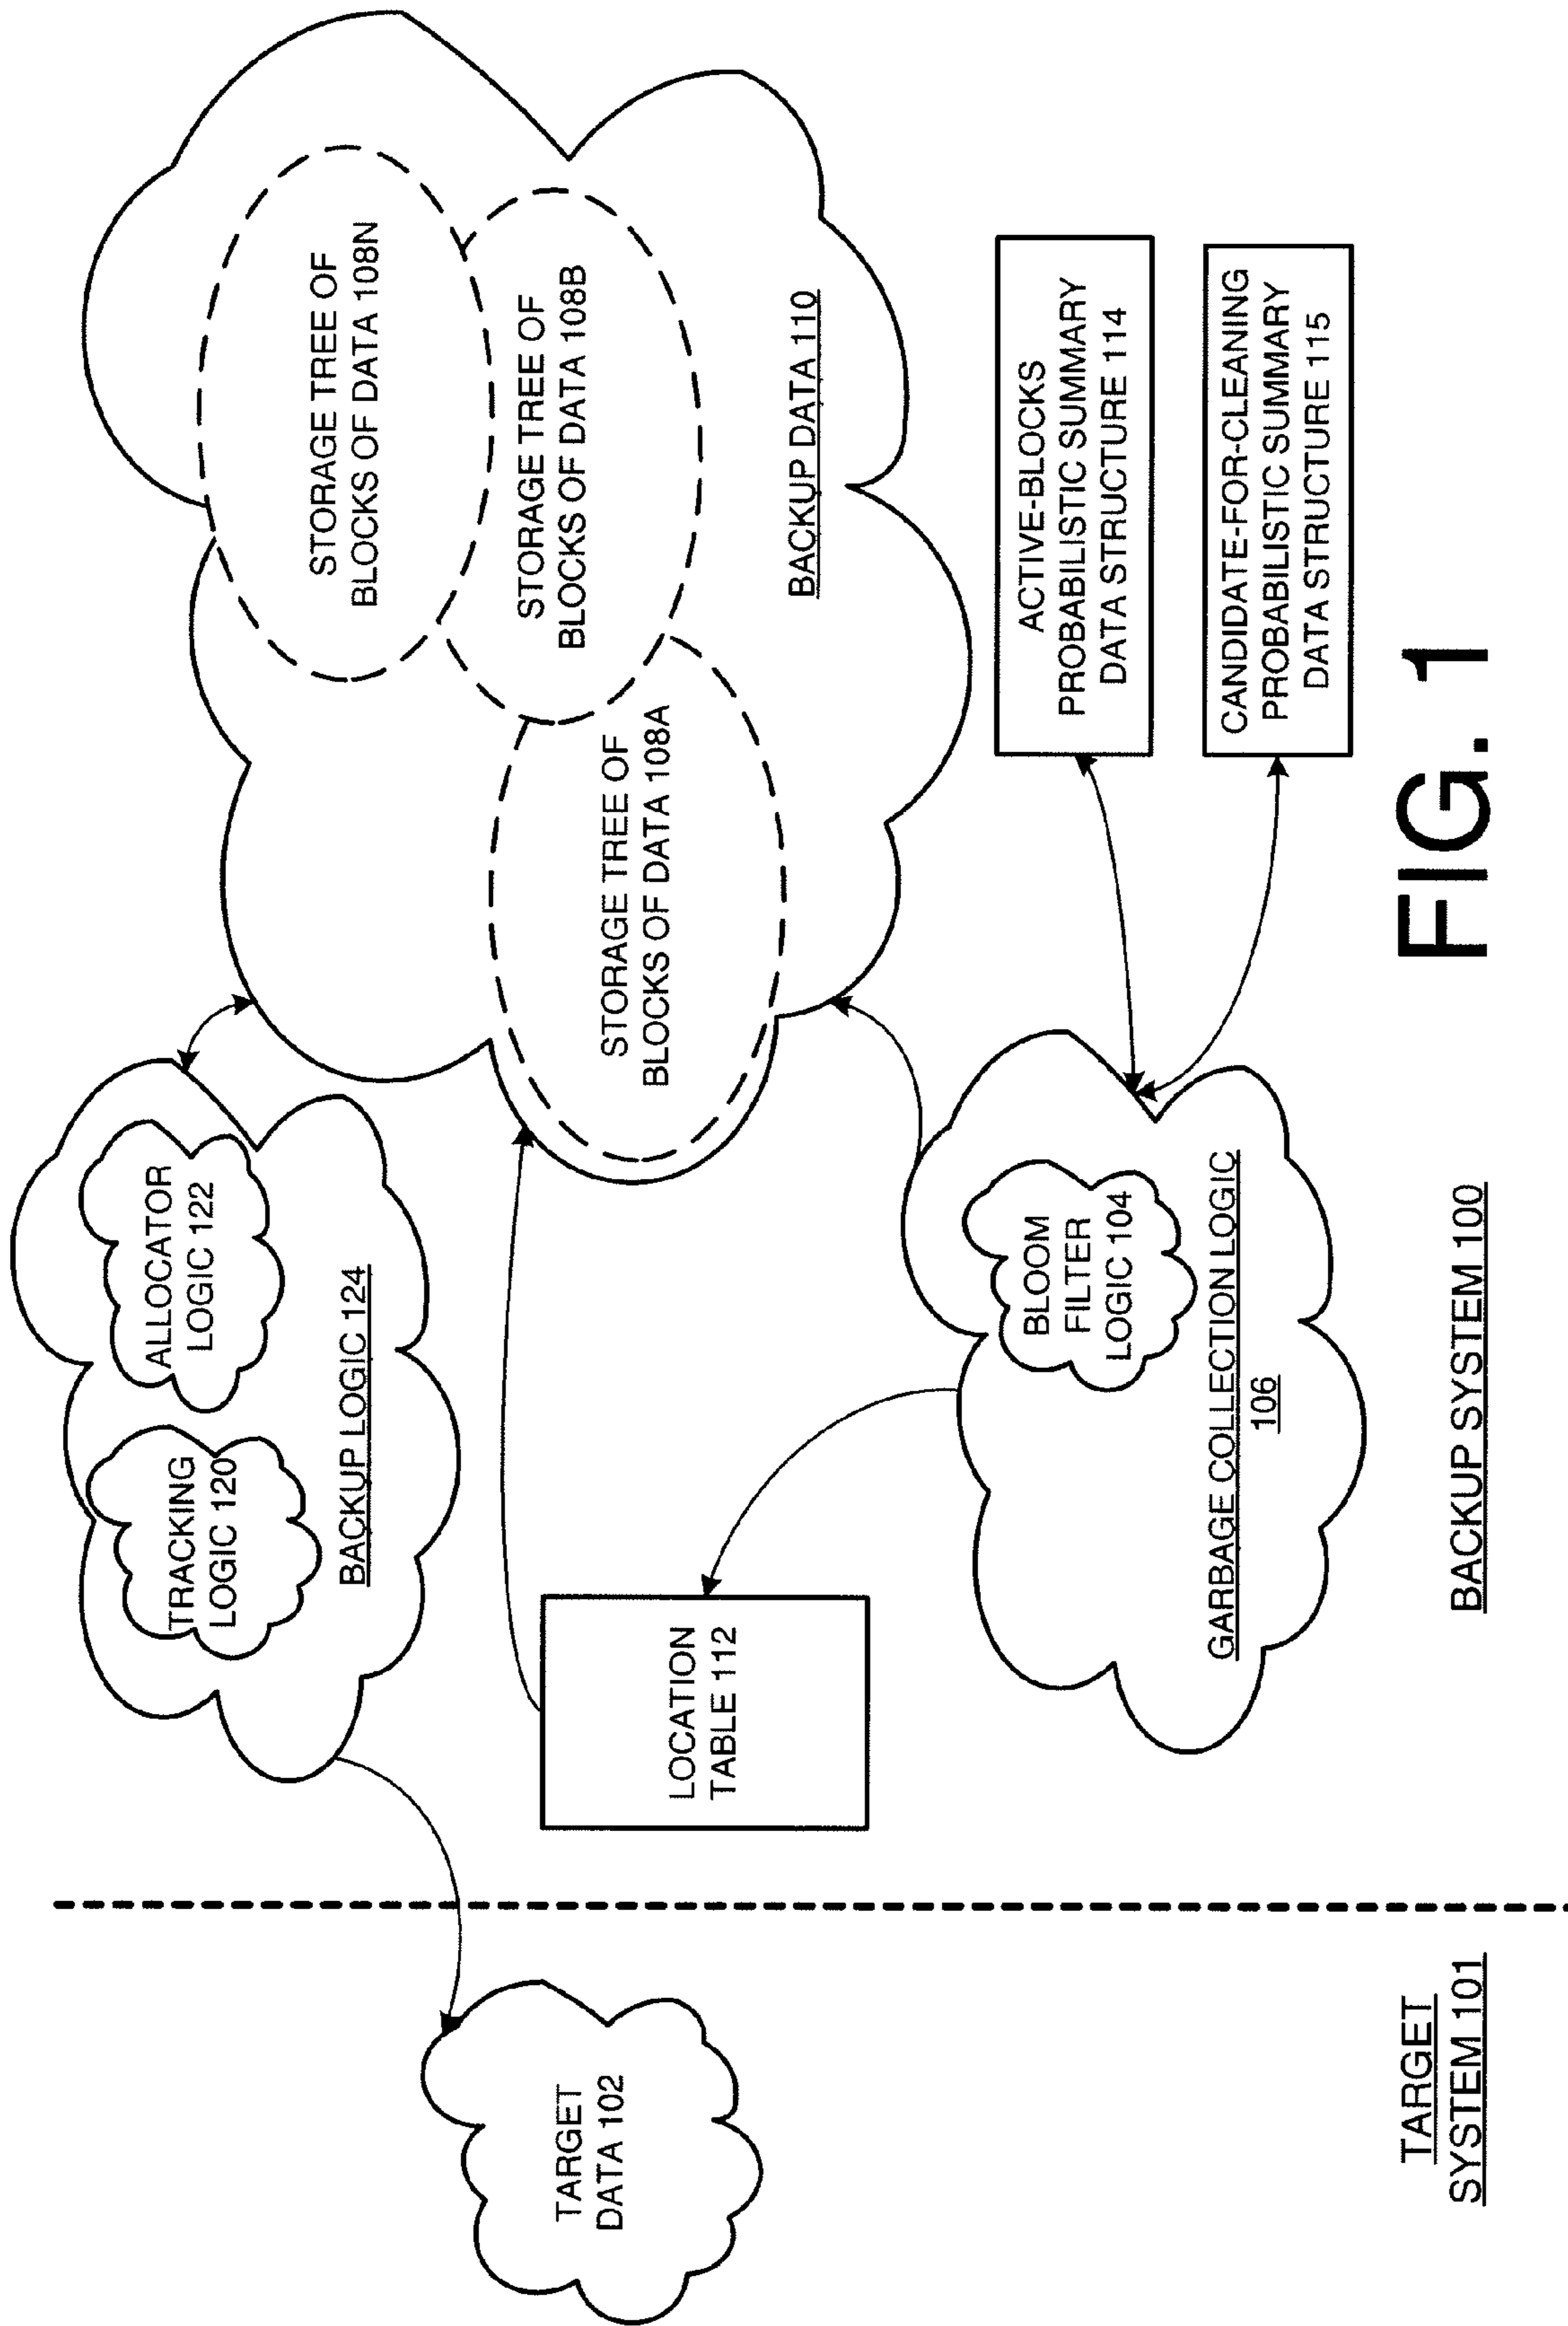 TRACKING
LOGIC 120
ALLOCATOR
LOGIC 122
BACKUP LOGIC 124
STORAGE TREE OF
BLOCKS OF DATA 108N
STORAGE TREE OF
BLOCKS OF DATA 108B
STORAGE TREE OF
BLOCKS OF DATA 108A
BACKUP DATA 110
TARGET
DATA 102
LOCATION
TABLE 112
BLOOM
FILTER
LOGIC 104
GARBAGE COLLECTION LOGIC
106
ACTIVE-BLOCKS
PROBABILISTIC SUMMARY
DATA STRUCTURE 114
CANDIDATE-FOR-CLEANING
PROBABILISTIC SUMMARY
DATA STRUCTURE 115
TARGET
SYSTEM 101
BACKUP SYSTEM 100
FIG. 1